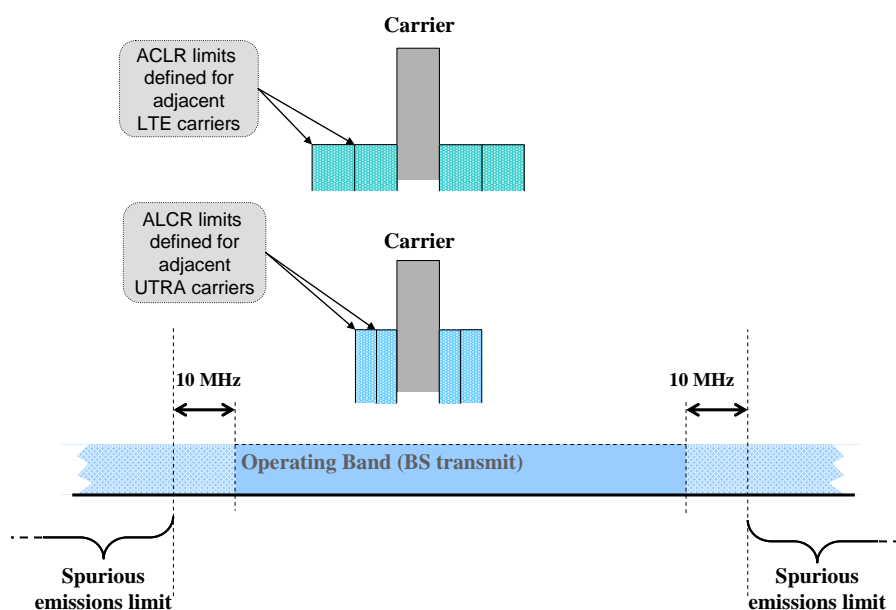 Carrier
ACLR limits
defined for
adjacent
LTE carriers
ALCR limits
defined for
adjacent
UTRA carriers
Carrier
10 MHz
10 MHz
Operating Band (BS transmit)
Spurious
emissions limit
Spurious
emissions limit